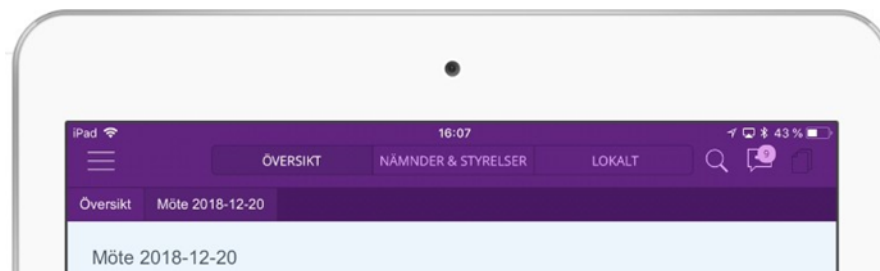 iPad 16:07 43 %
ÖVERSIKT NÄMNDER & STYRELSER LOKALT 9
Översikt Möte 2018-12-20
Möte 2018-12-20